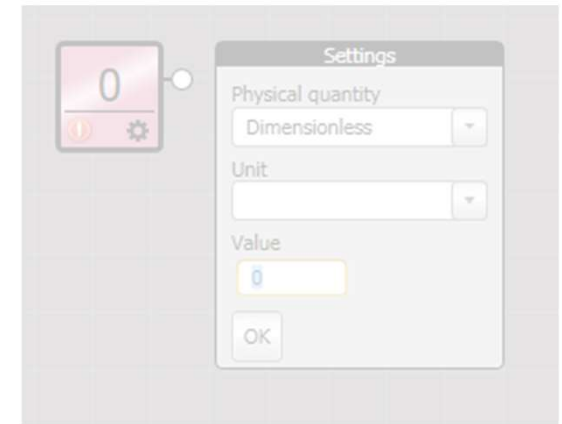 0
Settings
Physical quantity
Dimensionless
Unit
Value
0
OK